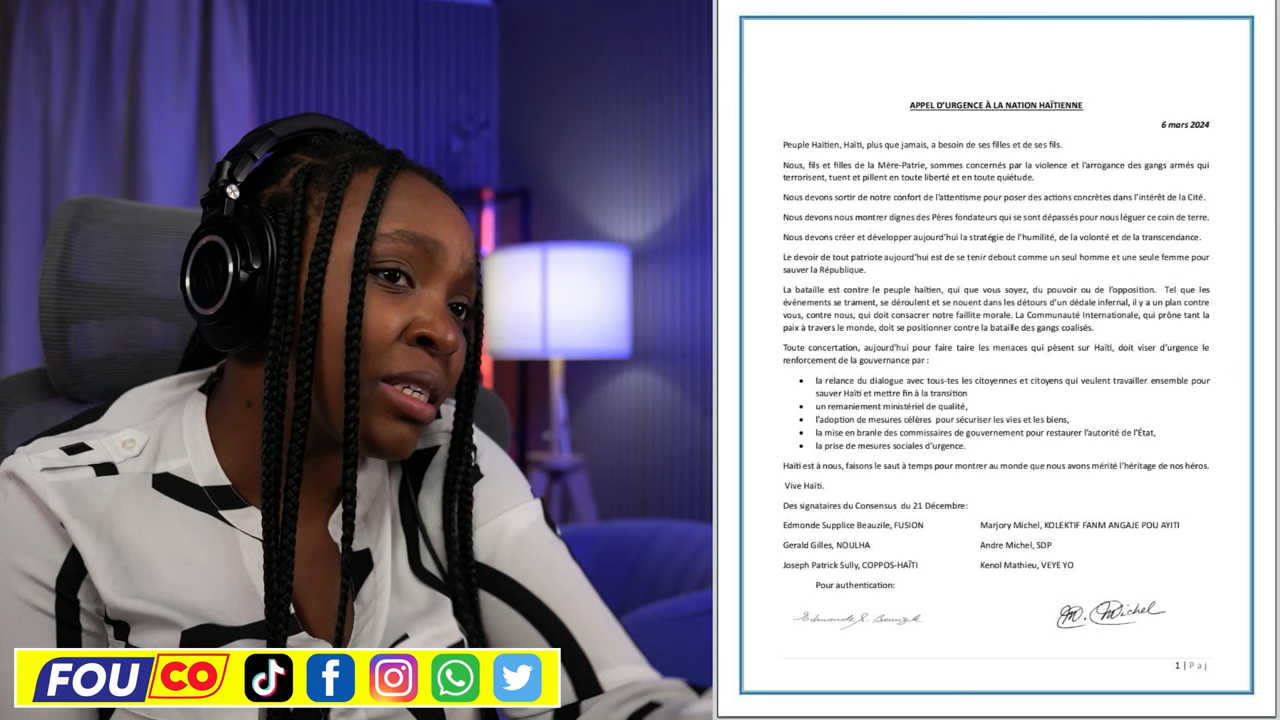 APPEL D'URGENCE À LA NATION HAÏTIENNE
6 mars 2024
Peuple Haïtien, Haïti, plus que jamais, a besoin de ses filles et de ses fils.
Nous, fils et filles de la Mère-Patrie, sommes concernés par la violence et l'arrogance des gangs armés qui
terrorisent, tuent et pillent en toute liberté et en toute quiétude.
Nous devons sortir de notre confort de l'attentisme pour poser des actions concrètes dans l'intérêt de la Cité.
Nous devons nous montrer dignes des Pères fondateurs qui se sont dépassés pour nous léguer ce coin de terre.
Nous devons créer et développer aujourd'hui la stratégie de l'humilité, de la volonté et de la transcendance.
Le devoir de tout patriote aujourd'hui est de se tenir debout comme un seul homme et une seule femme pour
sauver la République.
La bataille est contre le peuple haïtien, qui que vous soyez, du pouvoir ou de l'opposition. Tel que les
événements se trament, se déroulent et se nouent dans les détours d'un dédale infernal, il y a un plan contre
vous, contre nous, qui doit consacrer notre faillite morale. La Communauté Internationale, qui prône tant la
paix à travers le monde, doit se positionner contre la bataille des gangs coalisés.
Toute concertation, aujourd'hui pour faire taire les menaces qui pèsent sur Haïti, doit viser d'urgence le
renforcement de la gouvernance par :
• la relance du dialogue avec tous-tes les citoyennes et citoyens qui veulent travailler ensemble pour
sauver Haïti et mettre fin à la transition
• un remaniement ministériel de qualité,
• l'adoption de mesures célères pour sécuriser les vies et les biens,
• la mise en branle des commissaires de gouvernement pour restaurer l'autorité de l'État,
• la prise de mesures sociales d'urgence.
Haïti est à nous, faisons le saut à temps pour montrer au monde que nous avons mérité l'héritage de nos héros.
Vive Haïti.
Des signataires du Consensus du 21 Décembre:
Edmonde Supplice Beauzile, FUSION
Marjory Michel, KOLEKTIF FANM ANGAJE POU AYITI
Gerald Gilles, NOULHA
Andre Michel, SDP
Joseph Patrick Sully, COPPOS-HAÏTI
Kenol Mathieu, VEYE YO
Pour authentication:
Edmonde S. Beauzile
M. Michel
1 | Paj
FOUCO